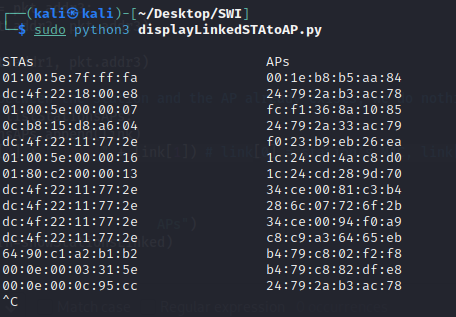 ┌──(kali㉿kali)-[~/Desktop/SWI]
└─$ sudo python3 displayLinkedSTAtoAP.py
STAs APs
01:00:5e:7f:ff:fa 00:1e:b8:b5:aa:84
dc:4f:22:18:00:e8 24:79:2a:b3:ac:78
01:00:5e:00:00:07 fc:f1:36:8a:10:85
0c:b8:15:d8:a6:04 24:79:2a:33:ac:79
dc:4f:22:11:77:2e f0:23:b9:eb:26:ea
01:00:5e:00:00:16 1c:24:cd:4a:c8:d0
01:80:c2:00:00:13 1c:24:cd:28:9d:70
dc:4f:22:11:77:2e 34:ce:00:81:c3:b4
dc:4f:22:11:77:2e 28:6c:07:72:6f:2b
dc:4f:22:11:77:2e 34:ce:00:94:f0:a9
dc:4f:22:11:77:2e c8:c9:a3:64:65:eb
64:90:c1:a2:b1:b2 b4:79:c8:02:f2:f8
00:0e:00:03:31:5e b4:79:c8:82:df:e8
00:0e:00:0c:95:cc 24:79:2a:b3:ac:78
^C